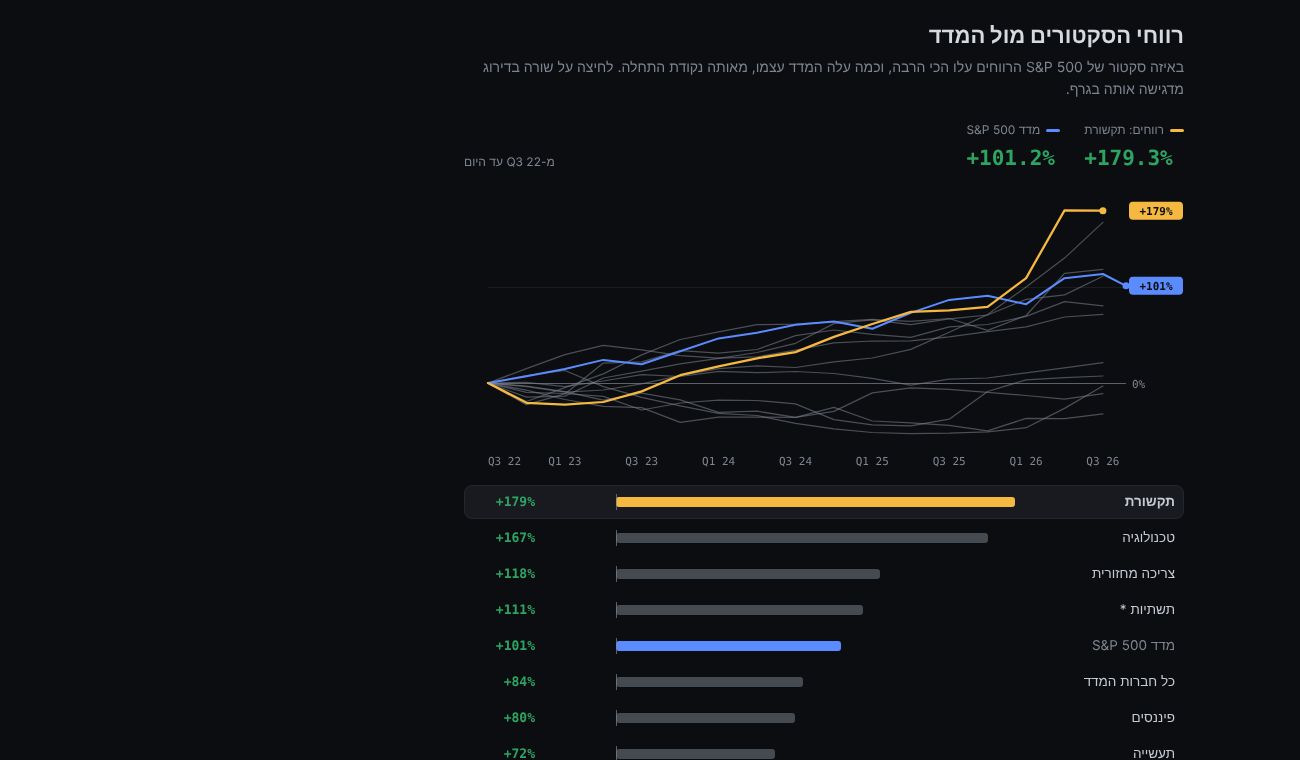 רווחי הסקטורים מול המדד
באיזה סקטור של S&P 500 הרווחים עלו הכי הרבה, וכמה עלה המדד עצמו, מאותה נקודת התחלה. לחיצה על שורה בדירוג
מדגישה אותה בגרף.
רווחים: תקשורת
+179.3%
מדד S&P 500
+101.2%
מ-Q3 22 עד היום
+179%
+101%
0%
Q3 22 Q1 23 Q3 23 Q1 24 Q3 24 Q1 25 Q3 25 Q1 26 Q3 26
תקשורת +179%
טכנולוגיה +167%
צריכה מחזורית +118%
תשתיות * +111%
מדד S&P 500 +101%
כל חברות המדד +84%
פיננסים +80%
תעשייה +72%